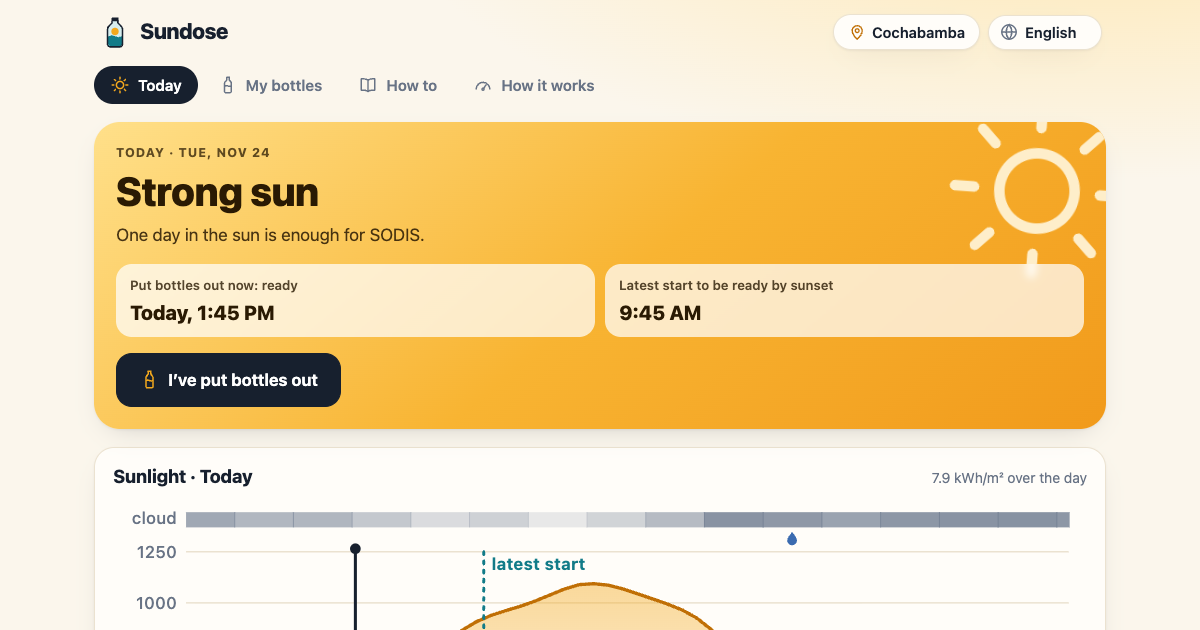 Sundose
Cochabamba
English
Today
My bottles
How to
How it works
TODAY · TUE, NOV 24
Strong sun
One day in the sun is enough for SODIS.
Put bottles out now: ready
Today, 1:45 PM
Latest start to be ready by sunset
9:45 AM
I’ve put bottles out
Sunlight · Today
7.9 kWh/m² over the day
cloud
1250
latest start
1000